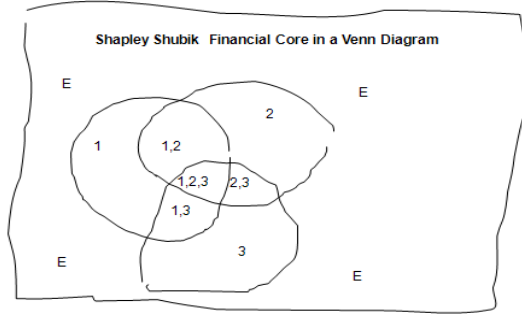 Shapley Shubik Financial Core in a Venn Diagram
E
E
2
1
1,2
1,2,3
2,3
1,3
3
E
E